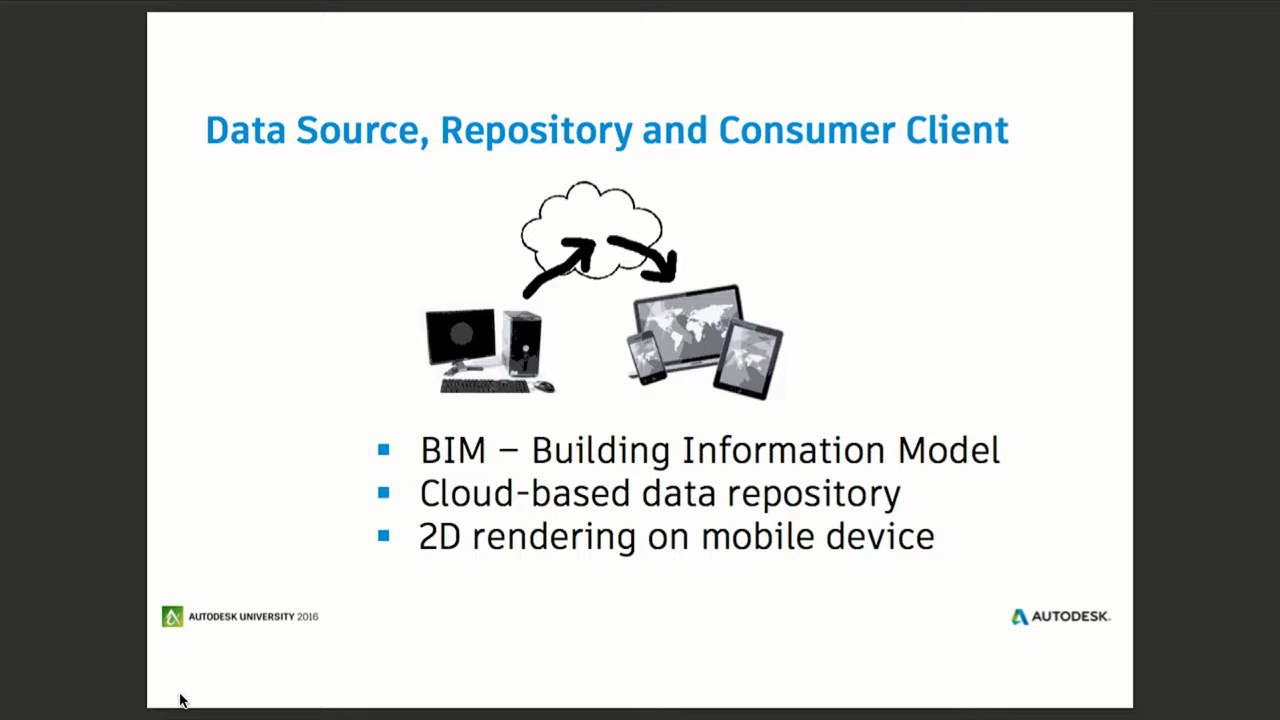 Data Source, Repository and Consumer Client
BIM – Building Information Model
Cloud-based data repository
2D rendering on mobile device
AUTODESK UNIVERSITY 2016
AUTODESK.